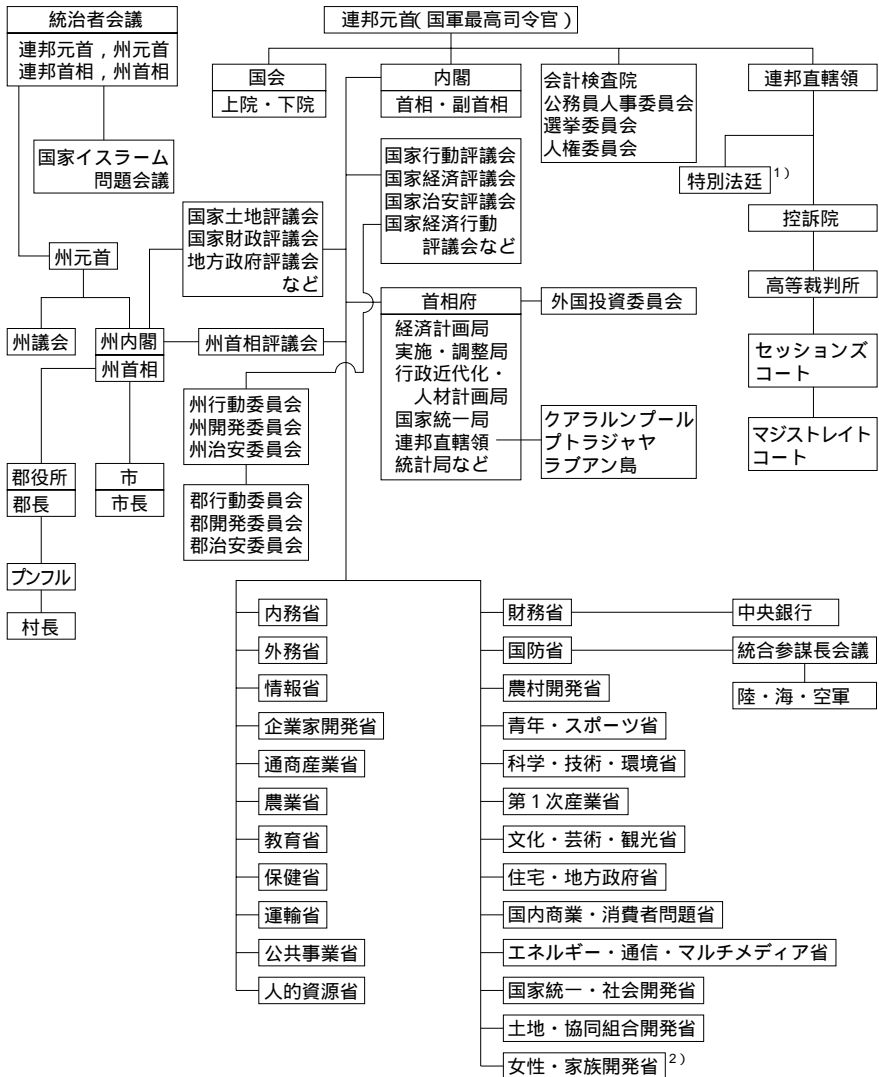 統治者会議
連邦元首，州元首
連邦首相，州首相
国家イスラーム
問題会議
連邦元首(国軍最高司令官)
国会
上院・下院
内閣
首相・副首相
会計検査院
公務員人事委員会
選挙委員会
人権委員会
連邦直轄領
特別法廷1)
控訴院
高等裁判所
セッションズ
コート
マジストレイト
コート
国家行動評議会
国家経済評議会
国家治安評議会
国家経済行動
評議会など
国家土地評議会
国家財政評議会
地方政府評議会
など
州元首
州議会
州内閣
州首相
州首相評議会
首相府
経済計画局
実施・調整局
行政近代化・
人材計画局
国家統一局
連邦直轄領
統計局など
外国投資委員会
クアラルンプール
プトラジャヤ
ラブアン島
州行動委員会
州開発委員会
州治安委員会
郡行動委員会
郡開発委員会
郡治安委員会
郡役所
郡長
市
市長
プンフル
村長
内務省
外務省
情報省
企業家開発省
通商産業省
農業省
教育省
保健省
運輸省
公共事業省
人的資源省
財務省
中央銀行
国防省
統合参謀長会議
陸・海・空軍
農村開発省
青年・スポーツ省
科学・技術・環境省
第1次産業省
文化・芸術・観光省
住宅・地方政府省
国内商業・消費者問題省
エネルギー・通信・マルチメディア省
国家統一・社会開発省
土地・協同組合開発省
女性・家族開発省2)